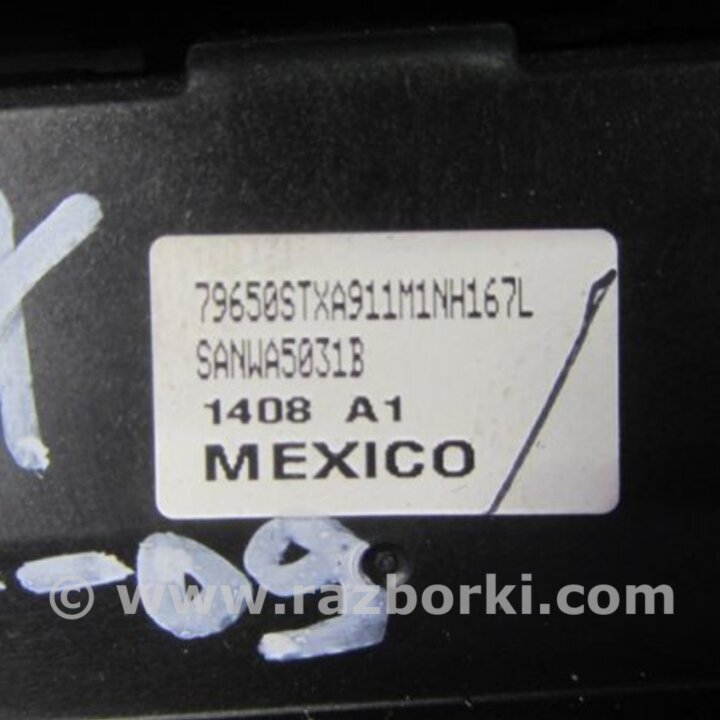 79650STXA911M1NH167L
SANWA5031B
1408 A1
MEXICO
-09
© www.razborki.com